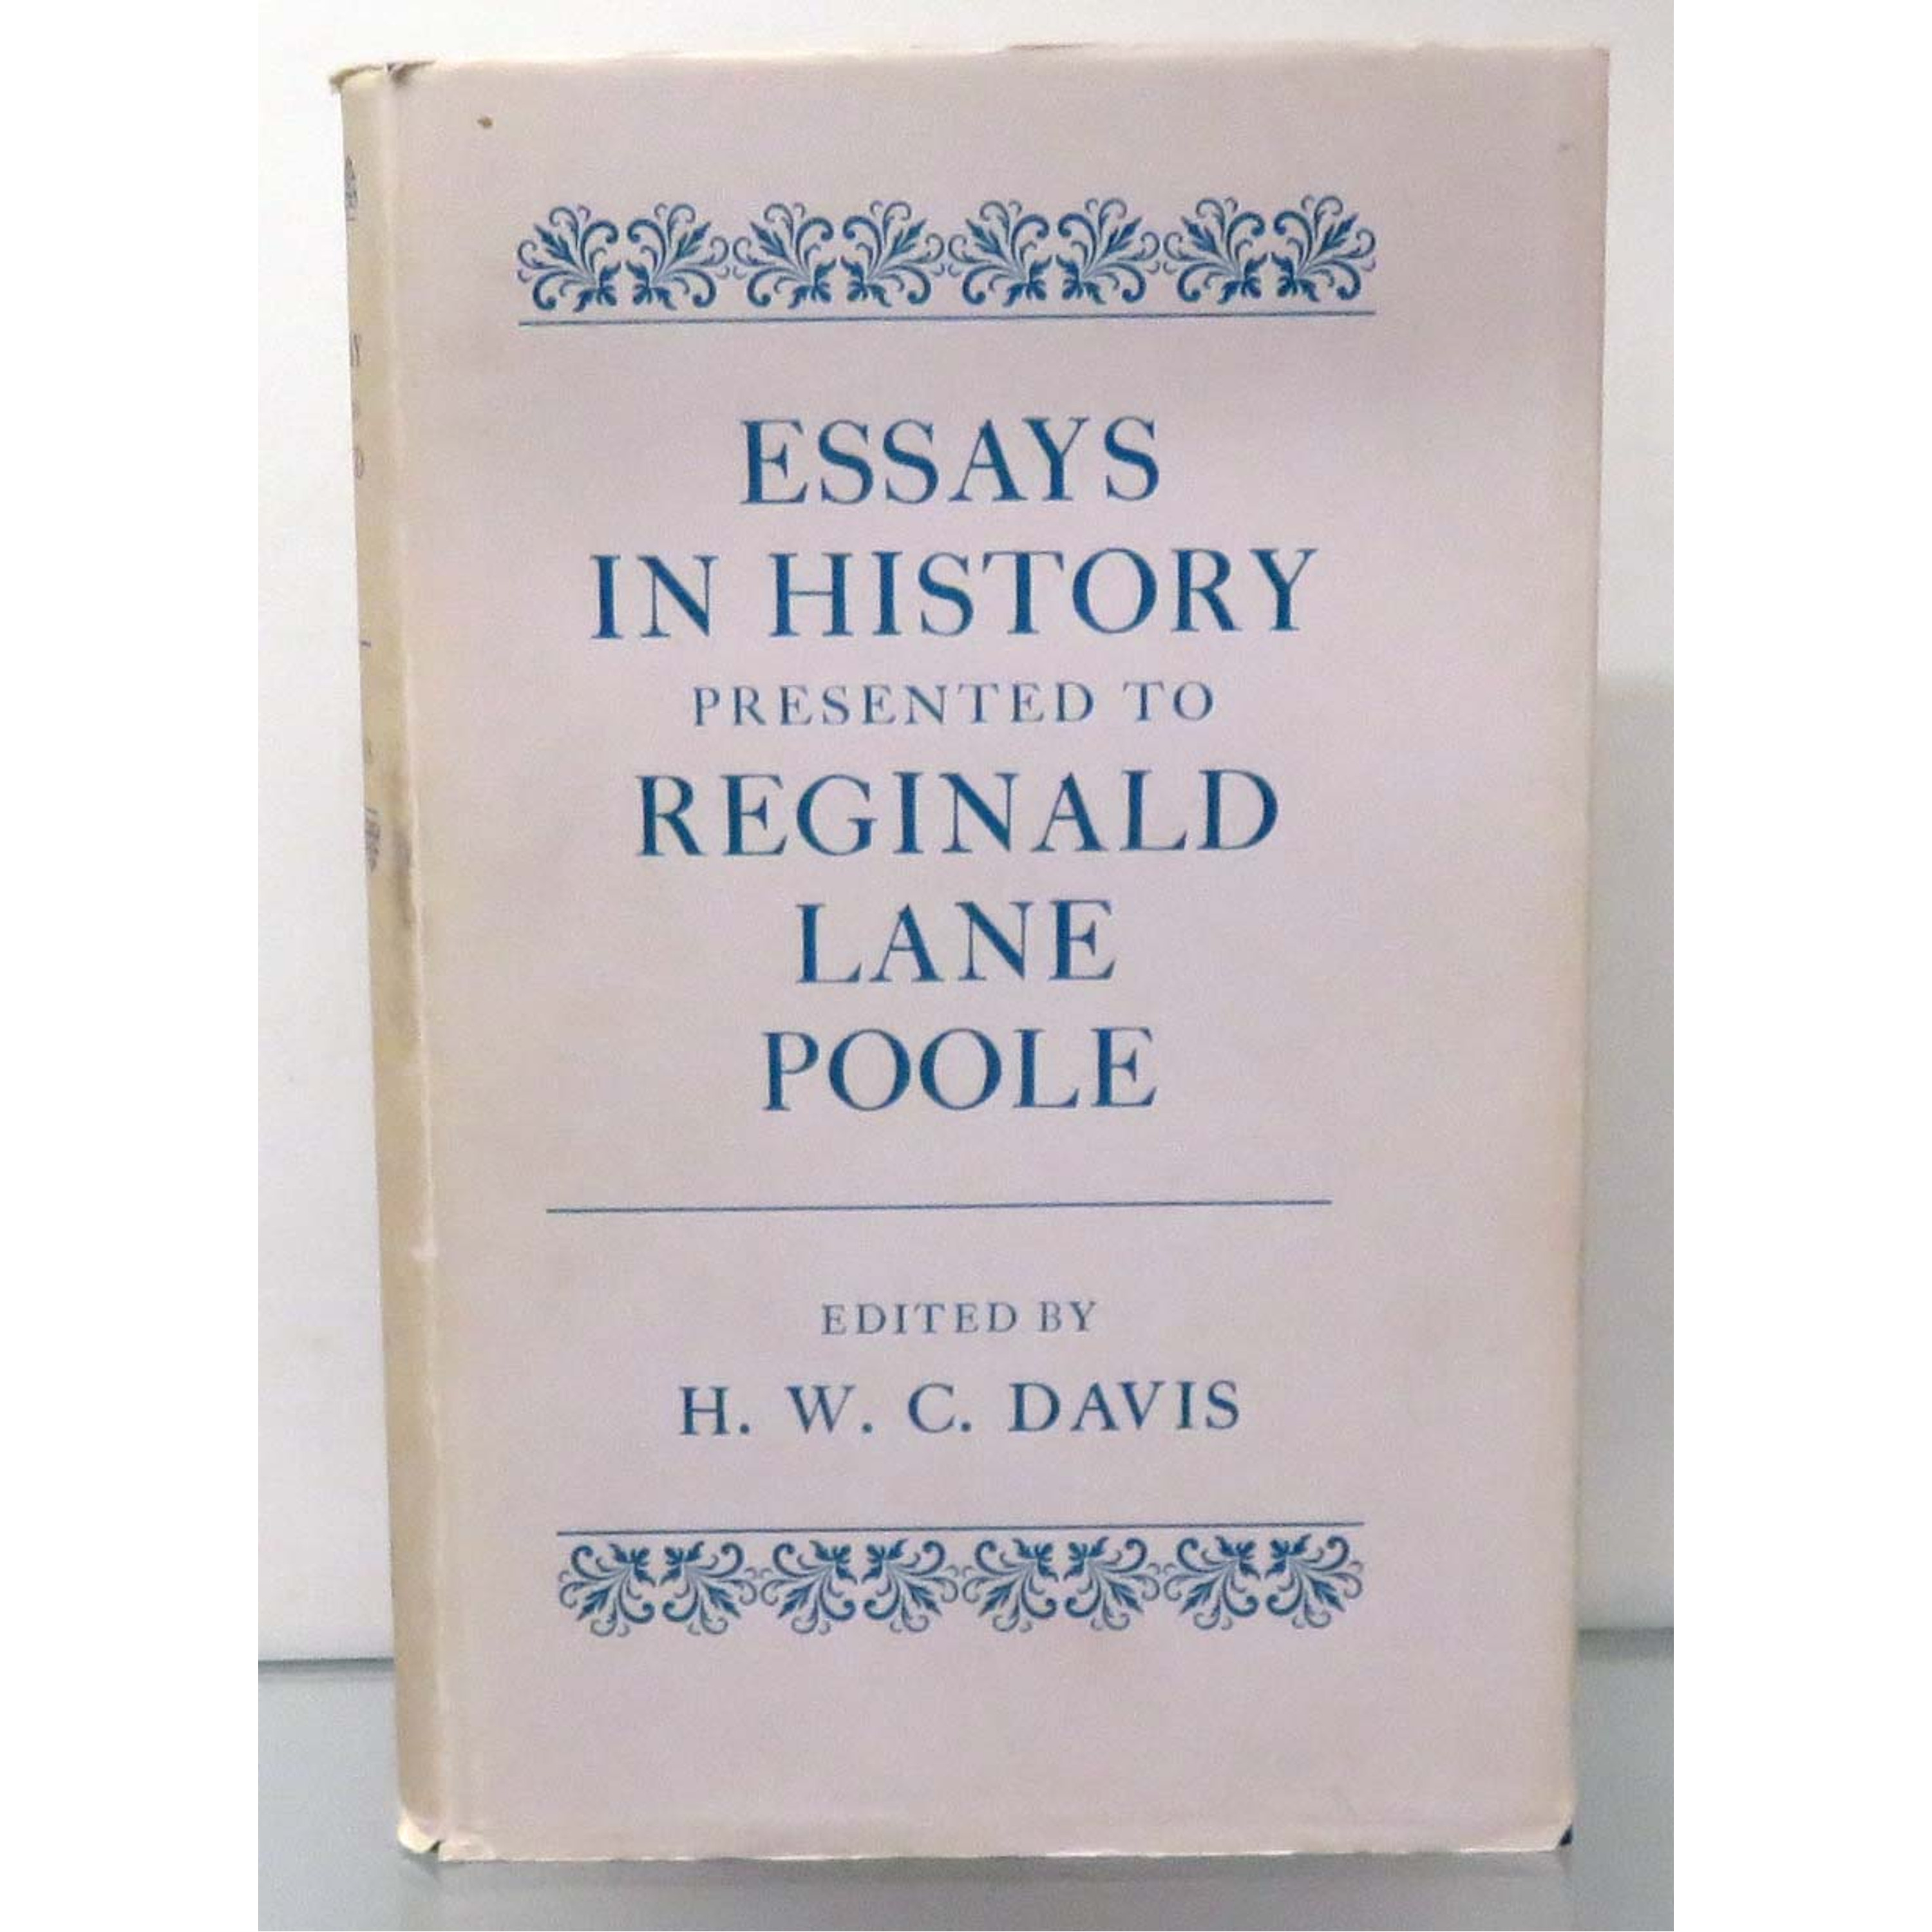 ESSAYS
IN HISTORY
PRESENTED TO
REGINALD
LANE
POOLE
EDITED BY
H. W. C. DAVIS